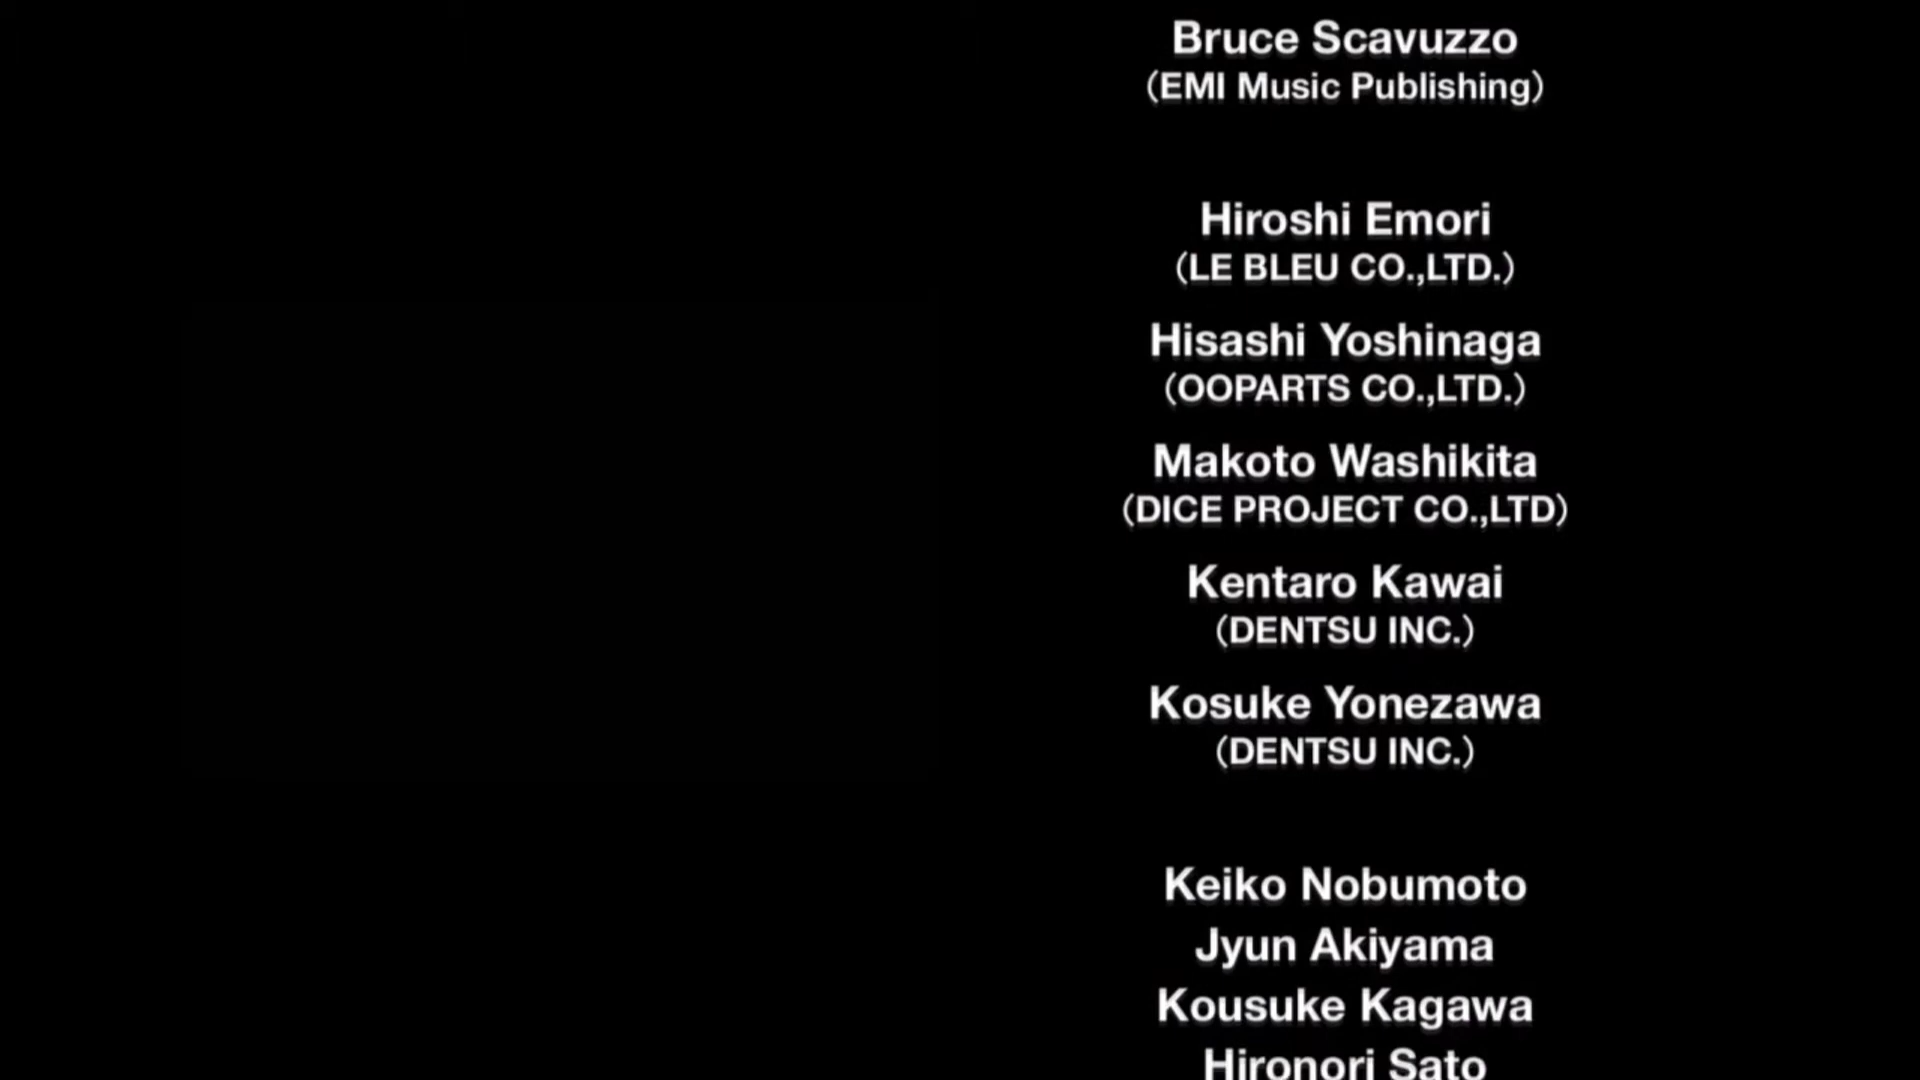 Bruce Scavuzzo
(EMI Music Publishing)
Hiroshi Emori
(LE BLEU CO.,LTD.)
Hisashi Yoshinaga
(OOPARTS CO.,LTD.)
Makoto Washikita
(DICE PROJECT CO.,LTD)
Kentaro Kawai
(DENTSU INC.)
Kosuke Yonezawa
(DENTSU INC.)
Keiko Nobumoto
Jyun Akiyama
Kousuke Kagawa
Hironori Sato